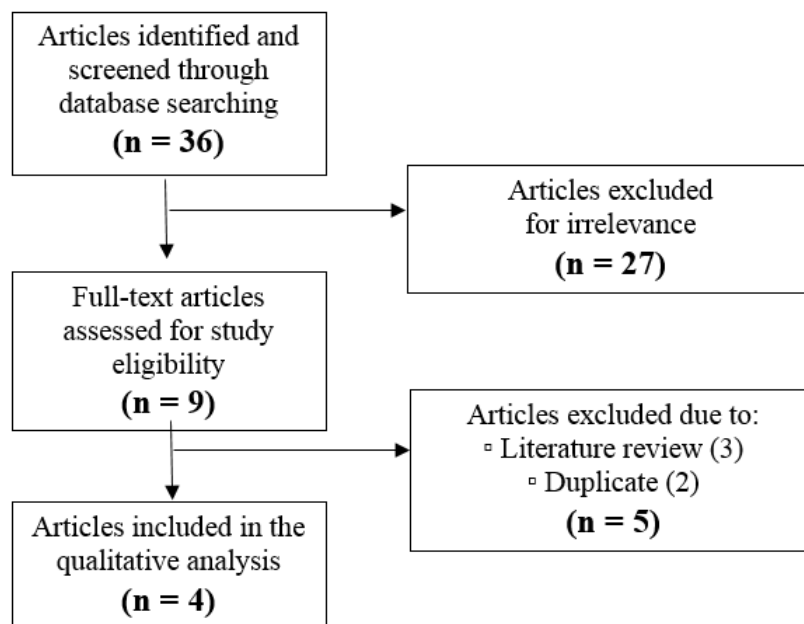 Articles identified and
screened through
database searching
(n = 36)
Articles excluded
for irrelevance
(n = 27)
Full-text articles
assessed for study
eligibility
(n = 9)
Articles excluded due to:
▫ Literature review (3)
▫ Duplicate (2)
(n = 5)
Articles included in the
qualitative analysis
(n = 4)